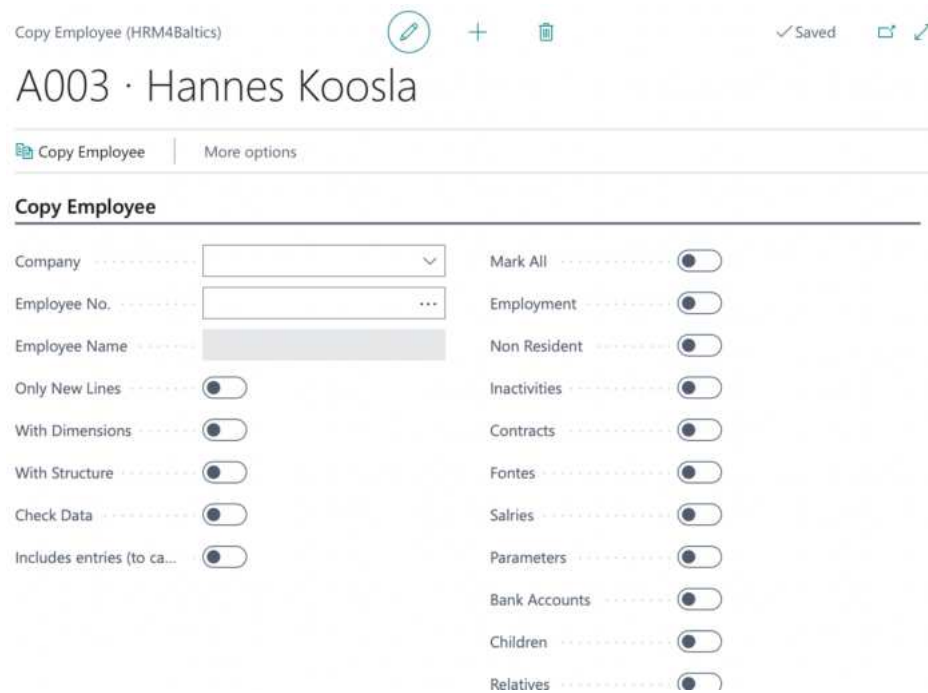 Copy Employee (HRM4Baltics)
Saved
A003 · Hannes Koosla
Copy Employee
More options
Copy Employee
Company
Employee No.
Employee Name
Only New Lines
With Dimensions
With Structure
Check Data
Includes entries (to ca...
Mark All
Employment
Non Resident
Inactivities
Contracts
Fontes
Salries
Parameters
Bank Accounts
Children
Relatives